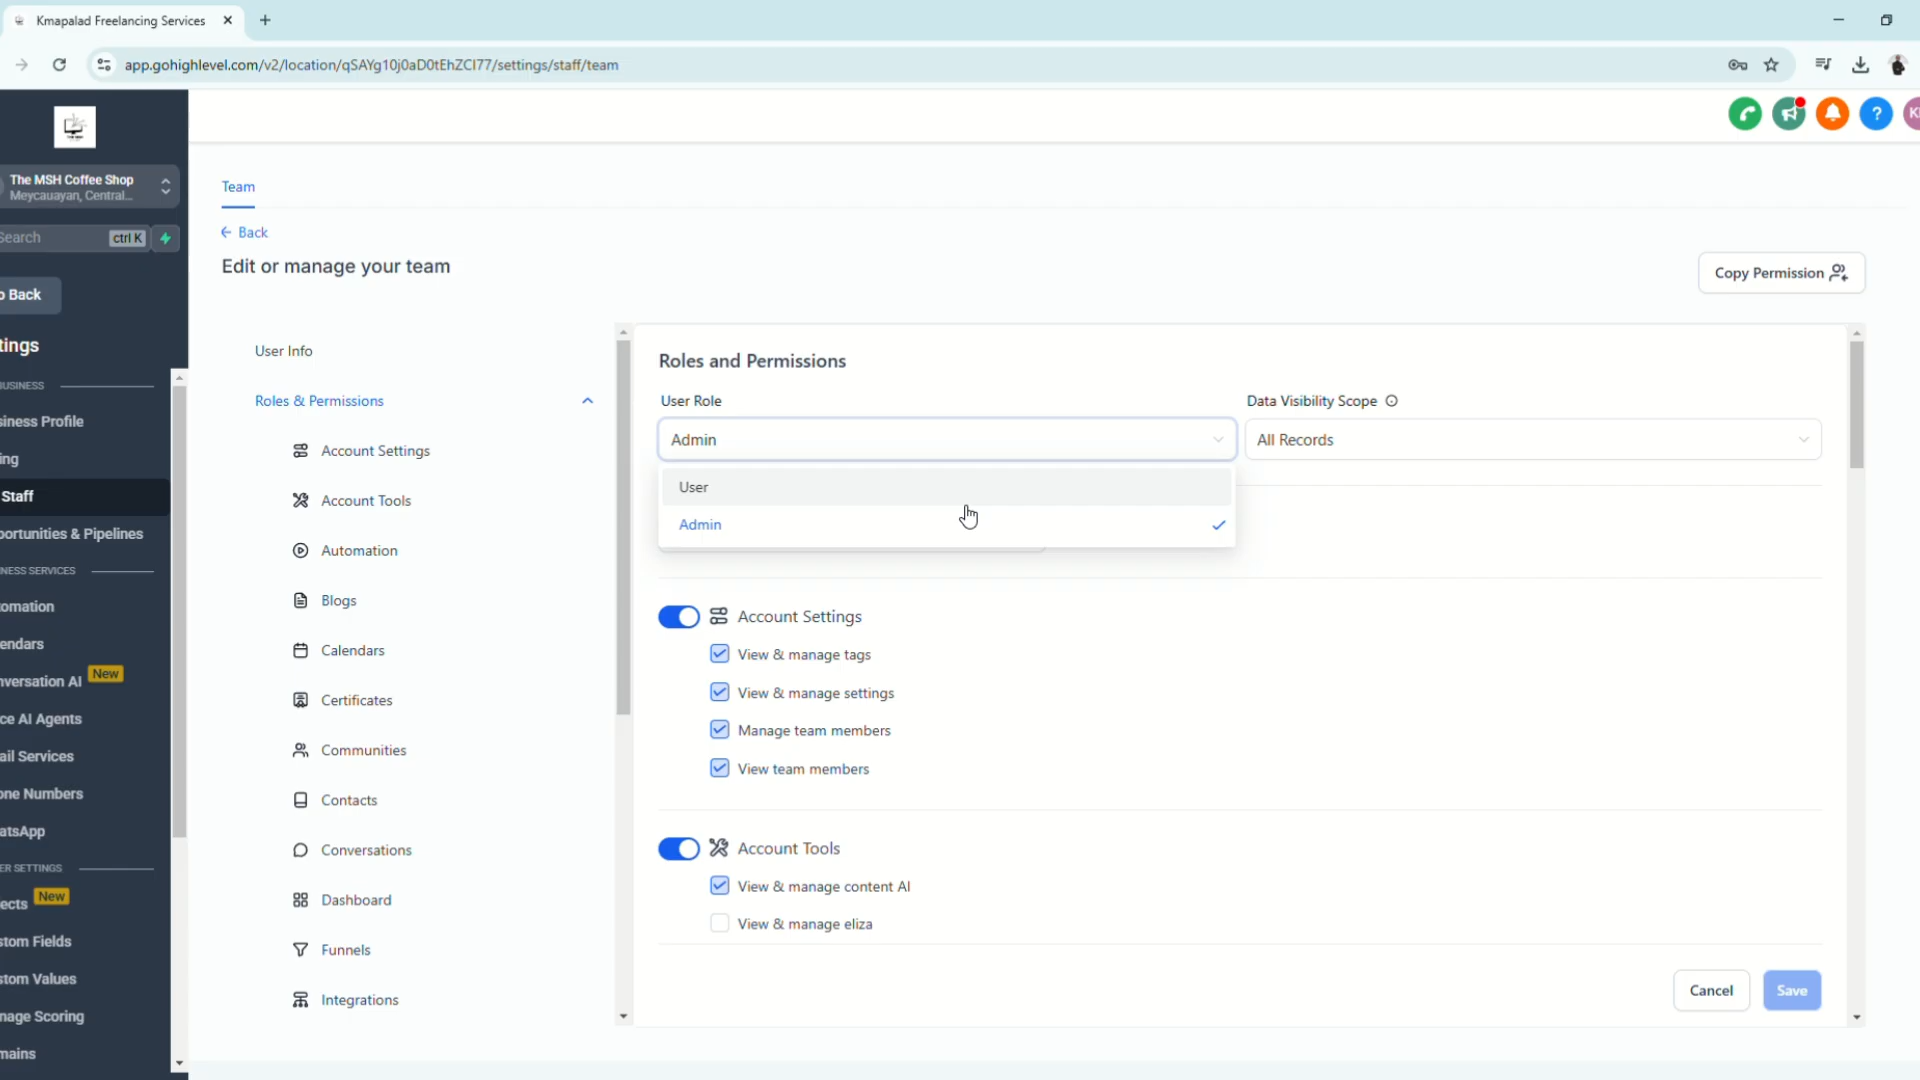 Kmapalad Freelancing Services
app.gohighlevel.com/v2/location/qSAYg10j0aD0tEhZCI77/settings/staff/team
The MSH Coffee Shop
Meycauayan, Central...
Search
ctrl K
o Back
tings
BUSINESS
siness Profile
ing
Staff
portunities & Pipelines
NESS SERVICES
tomation
endars
nversation AI
New
ce AI Agents
ail Services
one Numbers
atsApp
ER SETTINGS
ects
New
stom Fields
stom Values
nage Scoring
mains
?
K
Team
← Back
Edit or manage your team
Copy Permission
User Info
Roles & Permissions
Account Settings
Account Tools
Automation
Blogs
Calendars
Certificates
Communities
Contacts
Conversations
Dashboard
Funnels
Integrations
Roles and Permissions
User Role
Admin
User
Admin
Data Visibility Scope
All Records
Account Settings
View & manage tags
View & manage settings
Manage team members
View team members
Account Tools
View & manage content AI
View & manage eliza
Cancel
Save